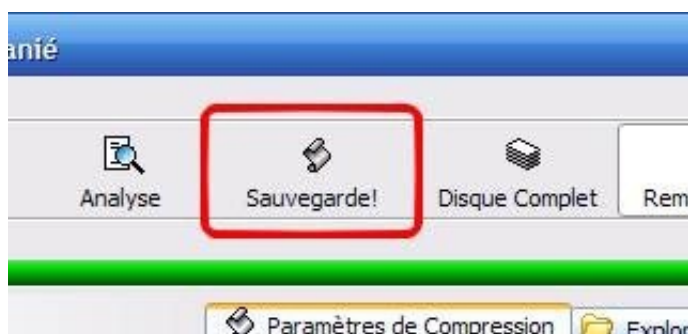 anié
Analyse Sauvegarde! Disque Complet Rem
Paramètres de Compression Explor